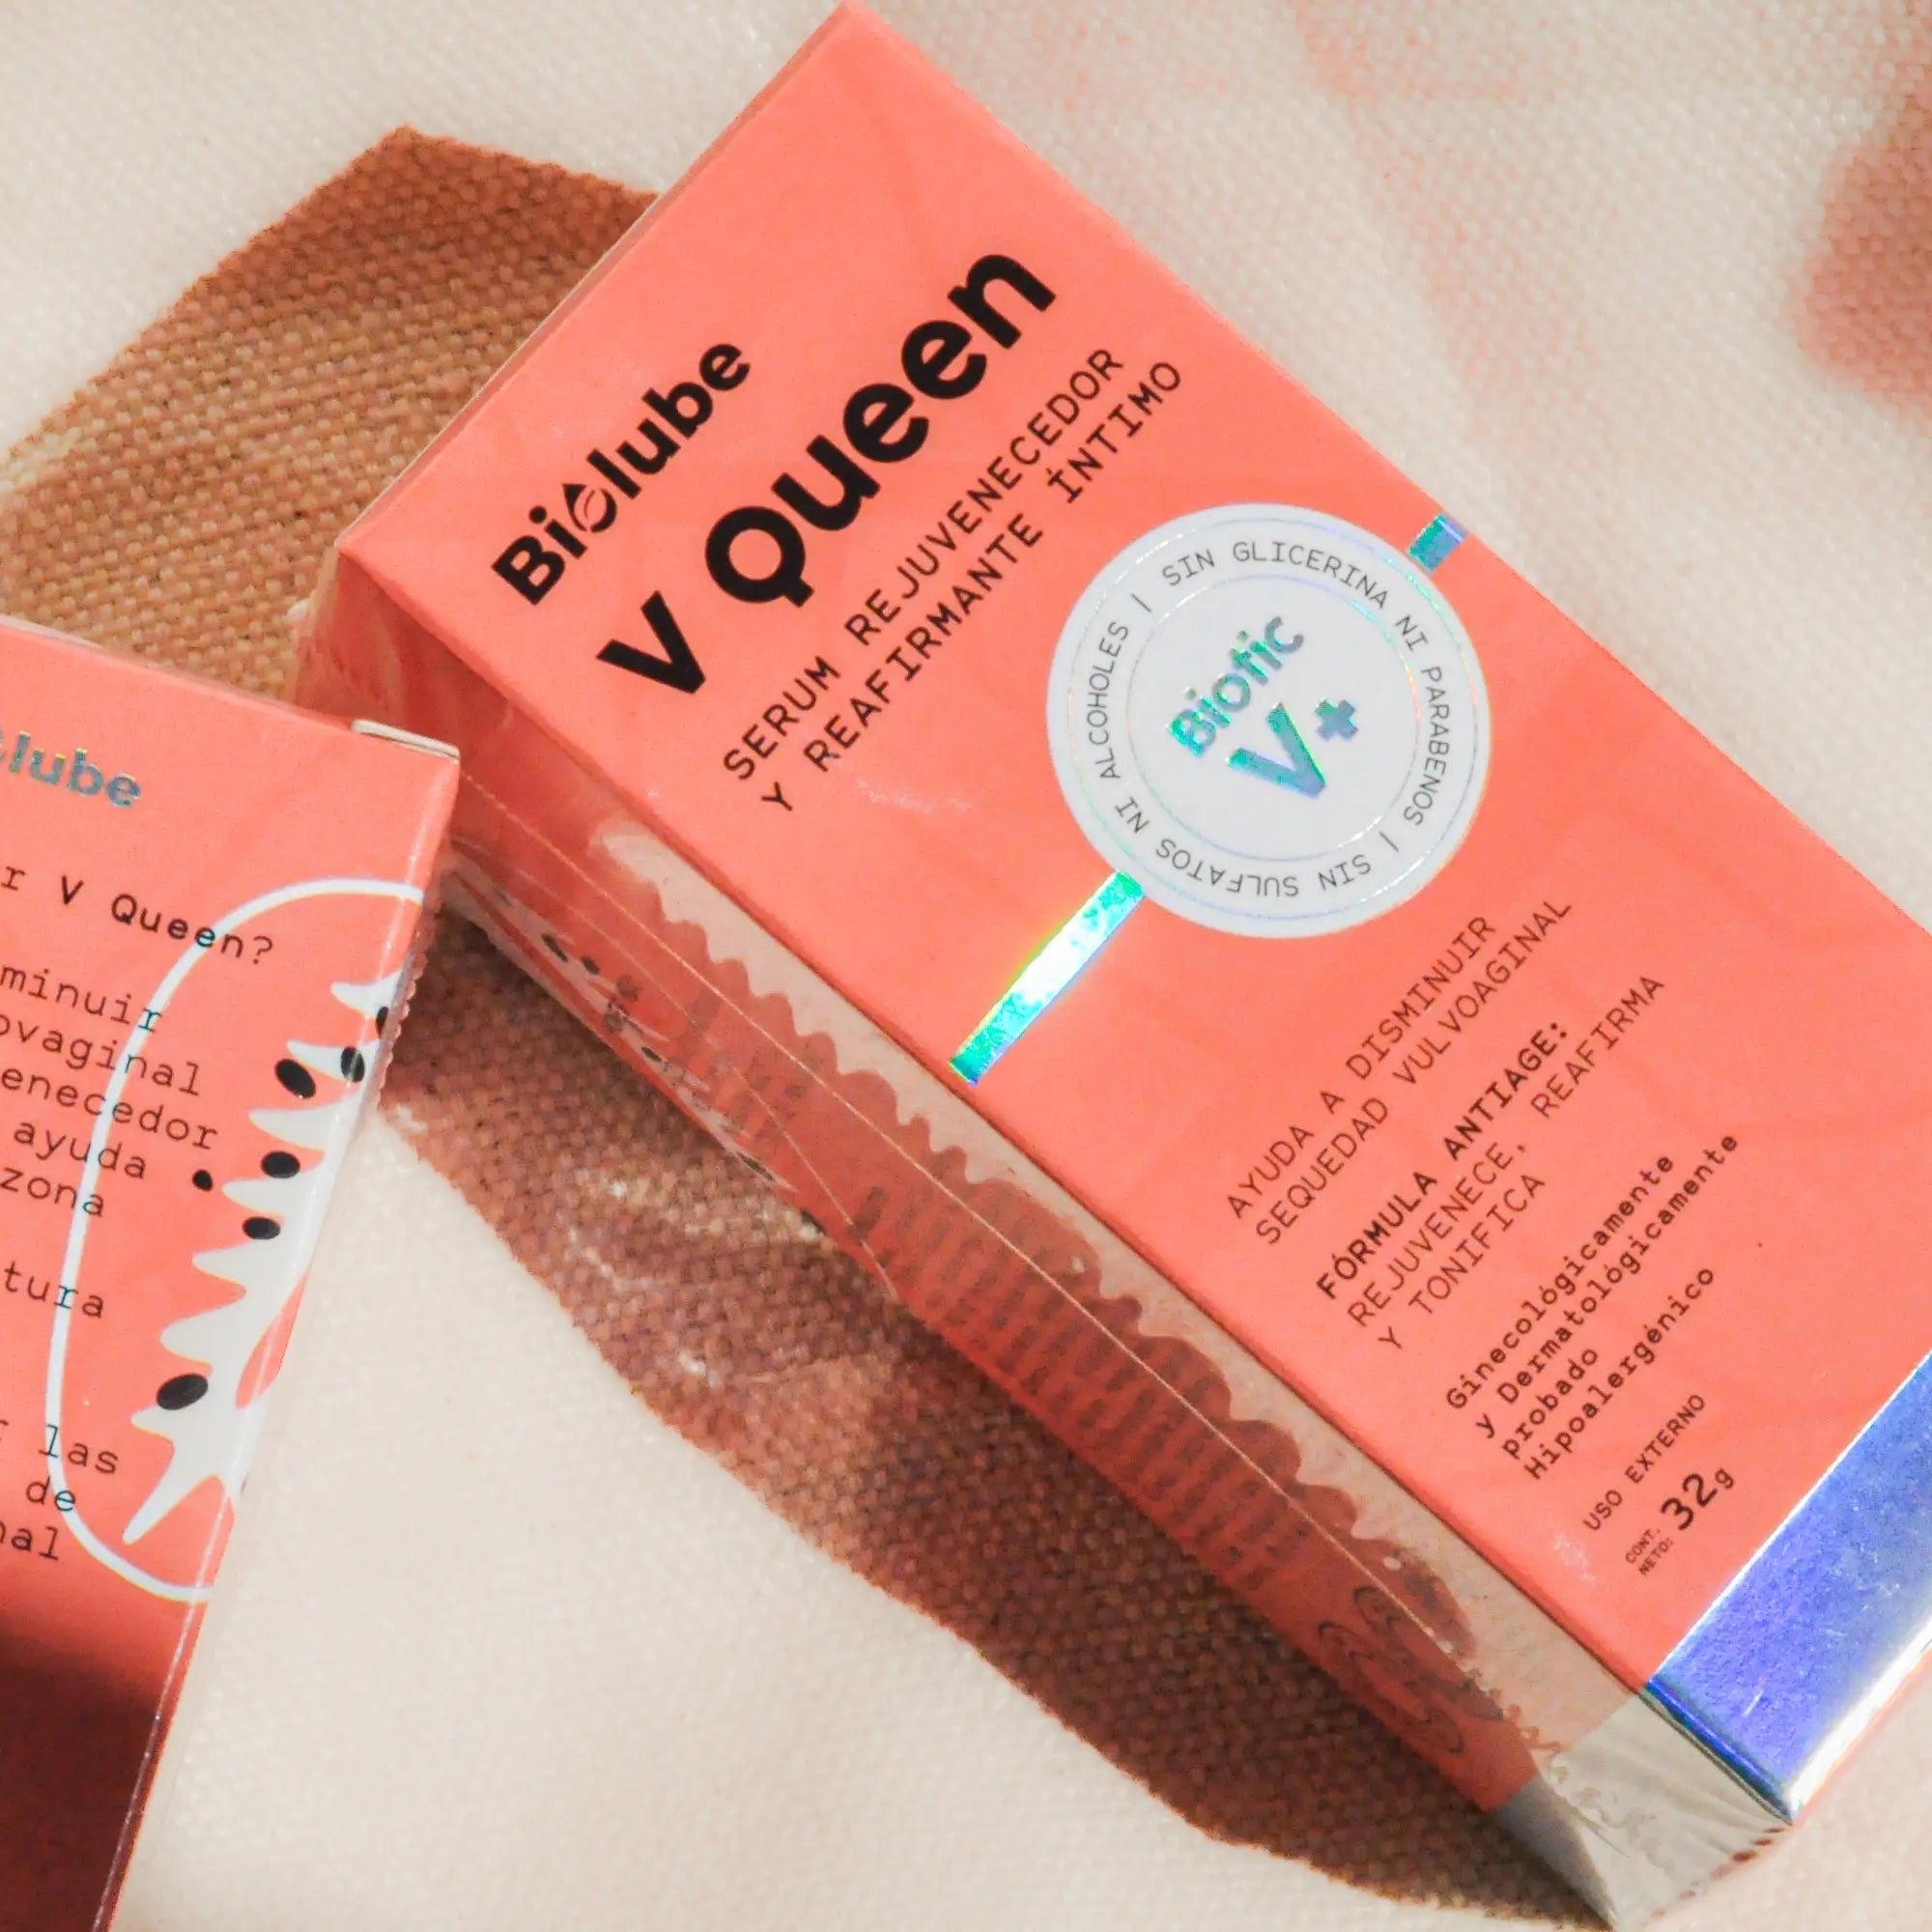 Biolube
V Queen
SERUM REJUVENECEDOR
Y REAFIRMANTE ÍNTIMO
SIN GLICERINA NI PARABENOS | SIN SULFATOS NI ALCOHOLES |
Biotic
V+
AYUDA A DISMINUIR
SEQUEDAD VULVOAGINAL
FÓRMULA ANTIAGE:
REJUVENECE, REAFIRMA
Y TONIFICA
Ginecológicamente
y Dermatológicamente
probado
Hipoalergénico
USO EXTERNO
CONT.
NETO: 32g
lube
r V Queen?
minuir
ovaginal
enecedor
ayuda
zona
tura
las
de
nal